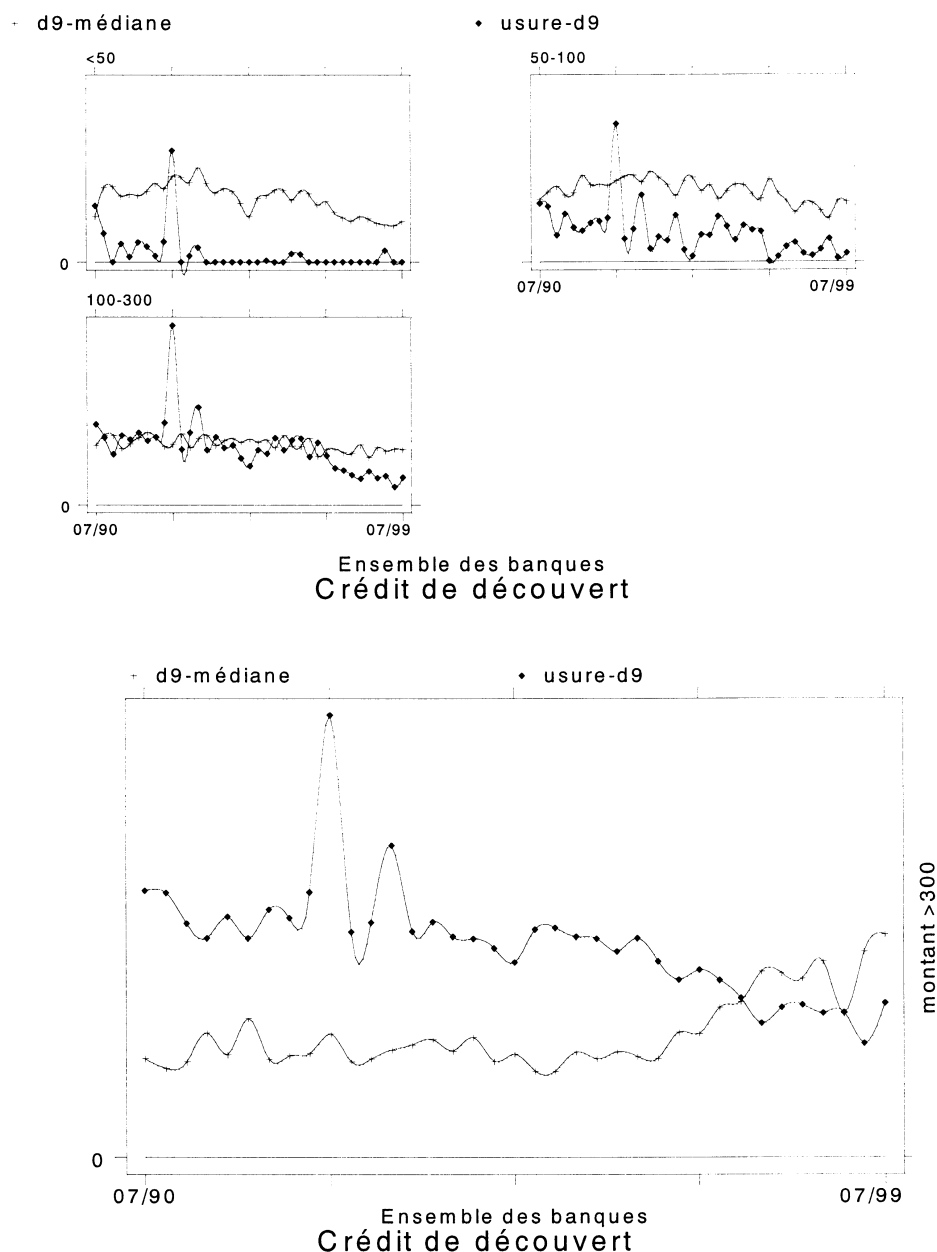 d9-médiane usure-d9
<50 50-100
0
07/90 07/99
100-300
0
07/90 07/99
Ensemble des banques
Crédit de découvert
d9-médiane usure-d9
montant >300
0
07/90 07/99
Ensemble des banques
Crédit de découvert